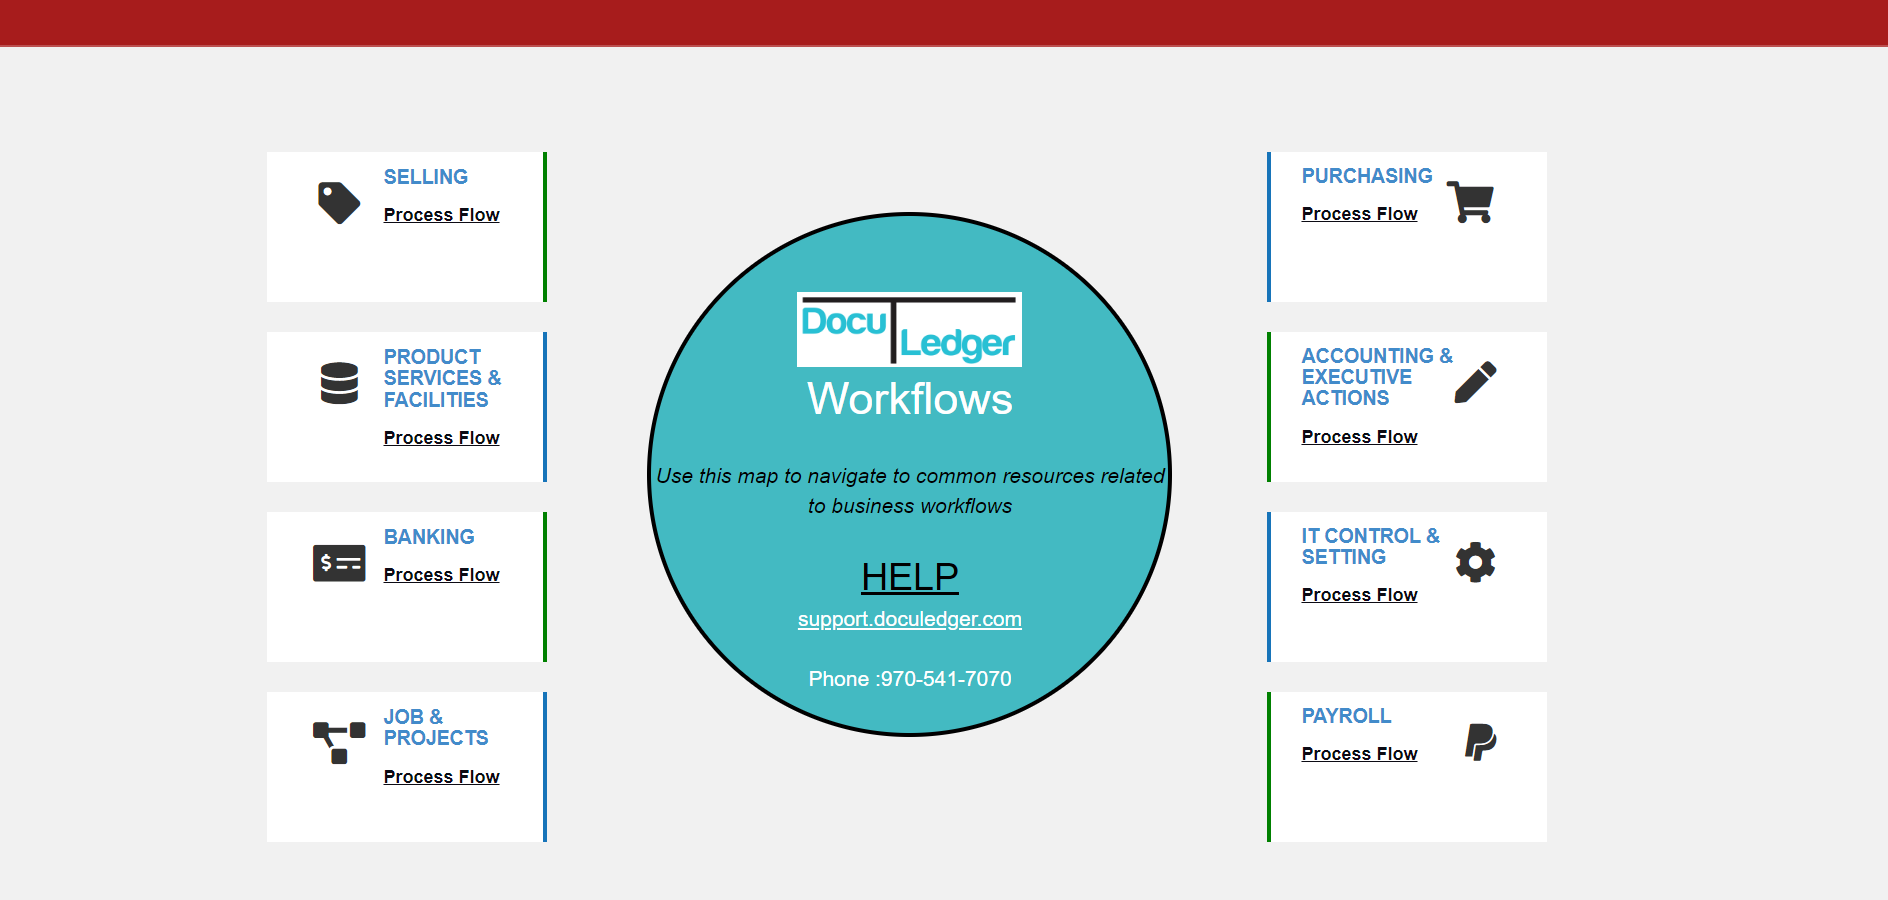 SELLING
Process Flow
PRODUCT
SERVICES &
FACILITIES
Process Flow
BANKING
Process Flow
JOB &
PROJECTS
Process Flow
Docu
Ledger
Workflows
Use this map to navigate to common resources related
to business workflows
HELP
support.doculedger.com
Phone :970-541-7070
PURCHASING
Process Flow
ACCOUNTING &
EXECUTIVE
ACTIONS
Process Flow
IT CONTROL &
SETTING
Process Flow
PAYROLL
Process Flow